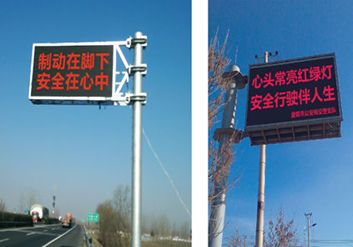 制动在脚下
安全在心中
心头常亮红绿灯
安全行驶伴人生